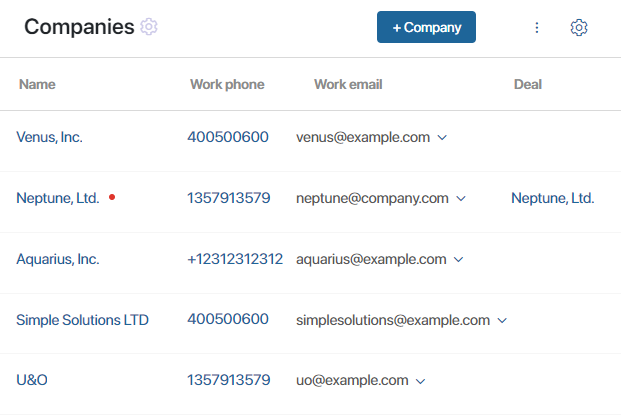 Companies
+ Company
Name Work phone Work email Deal
Venus, Inc. 400500600 venus@example.com
Neptune, Ltd. 1357913579 neptune@company.com Neptune, Ltd.
Aquarius, Inc. +12312312312 aquarius@example.com
Simple Solutions LTD 400500600 simplesolutions@example.com
U&O 1357913579 uo@example.com